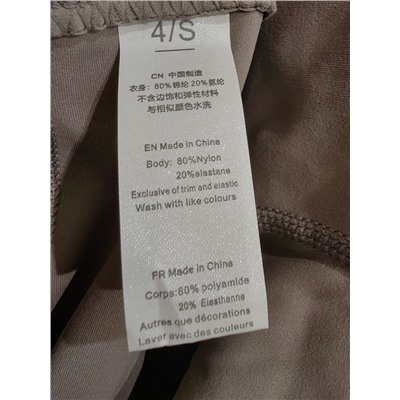 4/S
CN 中国制造
衣身：80%锦纶 20%氨纶
不含边饰和弹性材料
与相似颜色水洗
EN Made in China
Body: 80%Nylon
20%elastane
Exclusive of trim and elastic
Wash with like colours
FR Made in China
Corps:80% polyamide
20% Elasthanne
Autres que décorations
Laver avec des couleurs